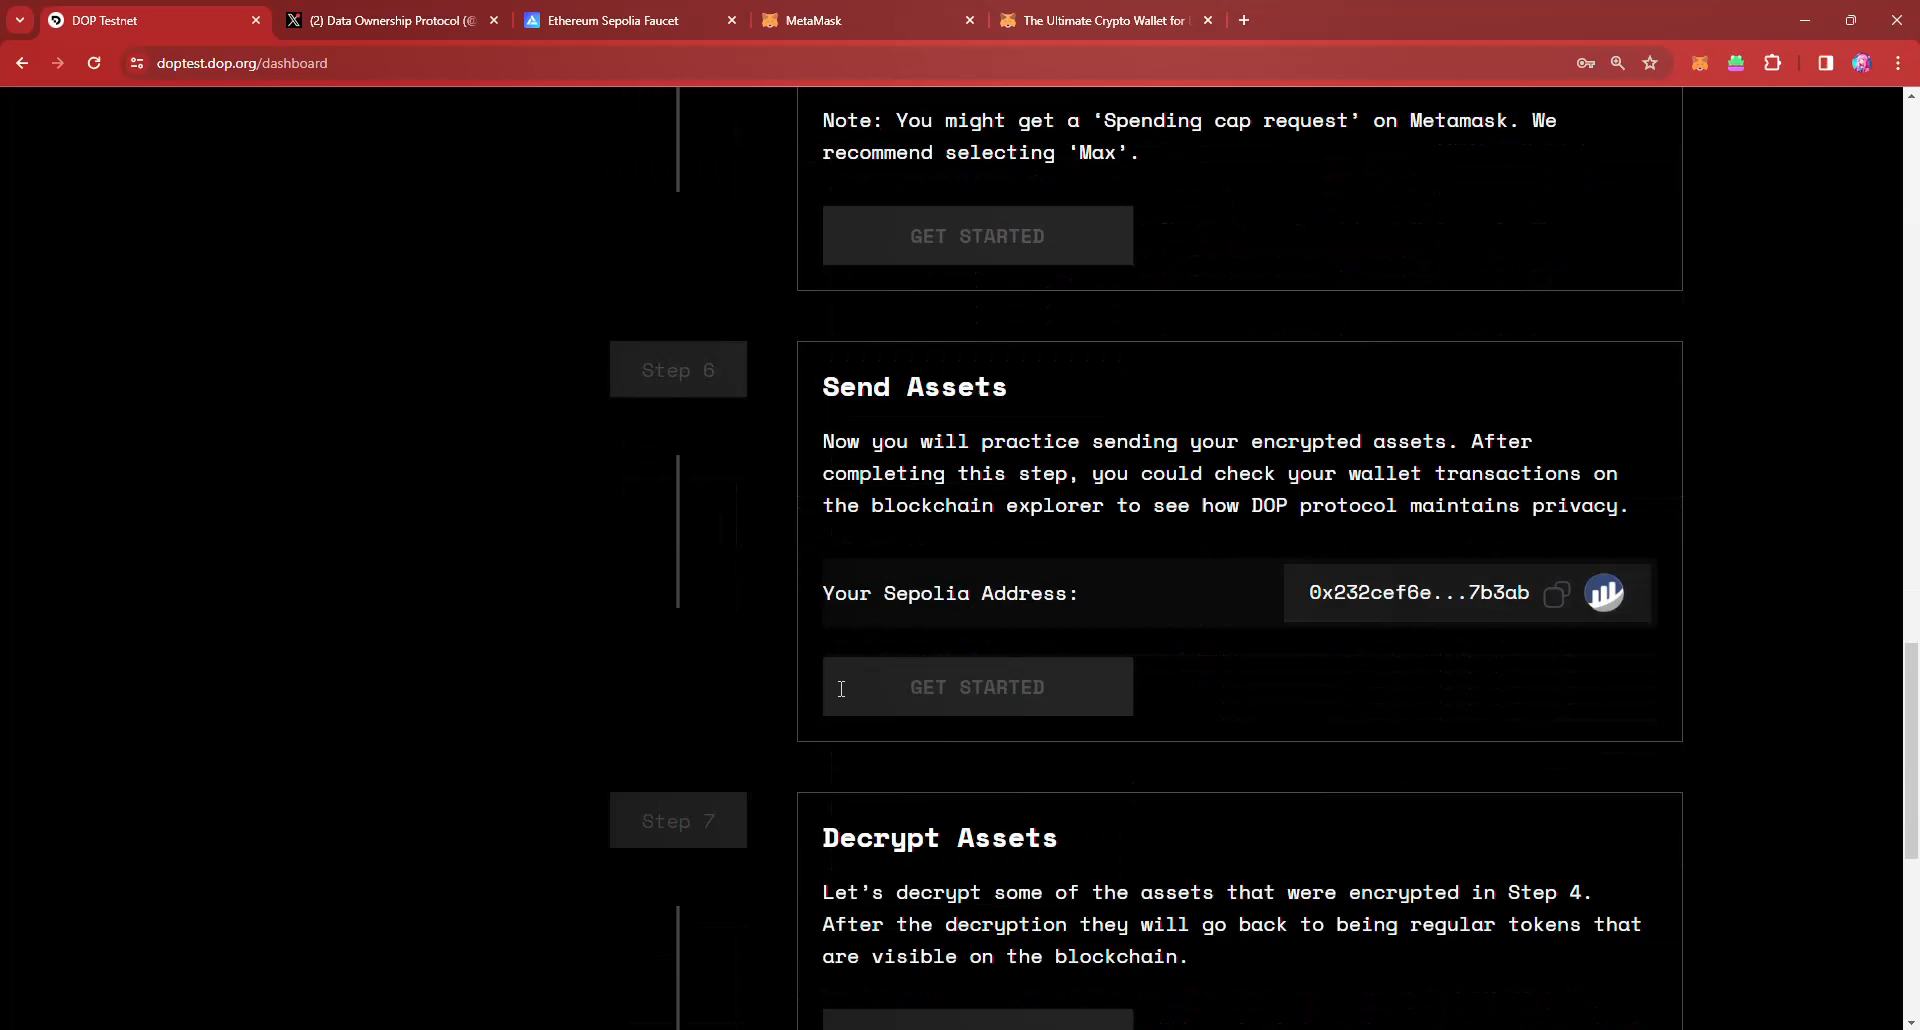 DOP Testnet
(2) Data Ownership Protocol (@
Ethereum Sepolia Faucet
MetaMask
The Ultimate Crypto Wallet for
doptest.dop.org/dashboard
Note: You might get a ‘Spending cap request’ on Metamask. We
recommend selecting ‘Max’.
GET STARTED
Step 6
Send Assets
Now you will practice sending your encrypted assets. After
completing this step, you could check your wallet transactions on
the blockchain explorer to see how DOP protocol maintains privacy.
Your Sepolia Address:
0x232cef6e...7b3ab
GET STARTED
Step 7
Decrypt Assets
Let’s decrypt some of the assets that were encrypted in Step 4.
After the decryption they will go back to being regular tokens that
are visible on the blockchain.